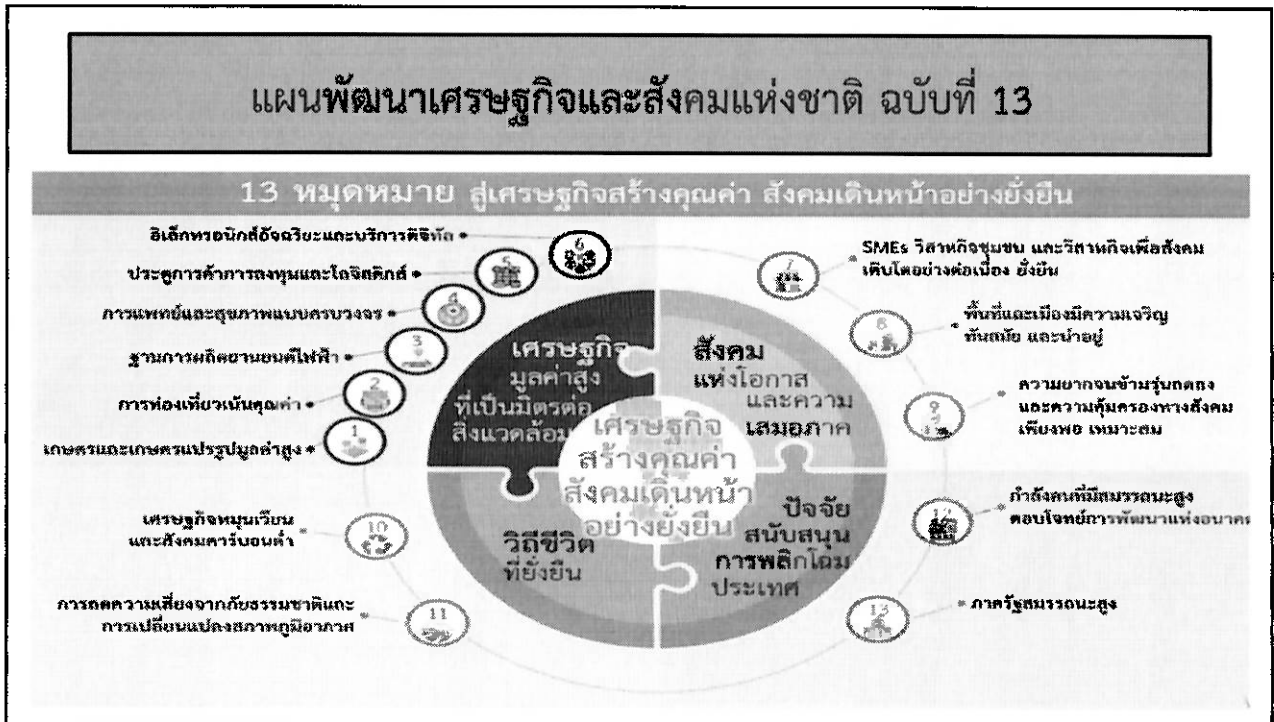 แผนพัฒนาเศรษฐกิจและสังคมแห่งชาติ ฉบับที่ 13
13 หมุดหมาย สู่เศรษฐกิจสร้างคุณค่า สังคมเดินหน้าอย่างยั่งยืน
อิเล็กทรอนิกส์อัจฉริยะและบริการดิจิทัล
6
ประตูการค้าการลงทุนและโลจิสติกส์
5
การแพทย์และสุขภาพแบบครบวงจร
4
ฐานการผลิตยานยนต์ไฟฟ้า
3
การท่องเที่ยวเน้นคุณค่า
2
เกษตรและเกษตรแปรรูปมูลค่าสูง
1
เศรษฐกิจ
มูลค่าสูง
ที่เป็นมิตรต่อ
สิ่งแวดล้อม
สังคม
แห่งโอกาส
และความ
เสมอภาค
7
SMEs วิสาหกิจชุมชน และวิสาหกิจเพื่อสังคม
เติบโตอย่างต่อเนื่อง ยั่งยืน
8
พื้นที่และเมืองมีความเจริญ
ทันสมัย และน่าอยู่
9
ความยากจนข้ามรุ่นลดลง
และความคุ้มครองทางสังคม
เพียงพอ เหมาะสม
เศรษฐกิจ
สร้างคุณค่า
สังคมเดินหน้า
อย่างยั่งยืน
เศรษฐกิจหมุนเวียน
และสังคมคาร์บอนต่ำ
10
การลดความเสี่ยงจากภัยธรรมชาติและ
การเปลี่ยนแปลงสภาพภูมิอากาศ
11
วิถีชีวิต
ที่ยั่งยืน
ปัจจัย
สนับสนุน
การพลิกโฉม
ประเทศ
12
กำลังคนที่มีสมรรถนะสูง
ตอบโจทย์การพัฒนาแห่งอนาคต
13
ภาครัฐสมรรถนะสูง